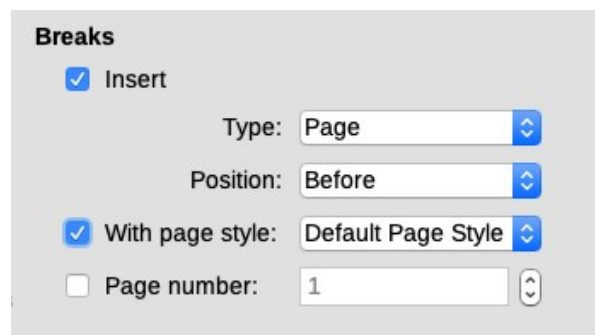 Breaks
Insert
Type: Page
Position: Before
With page style: Default Page Style
Page number: 1